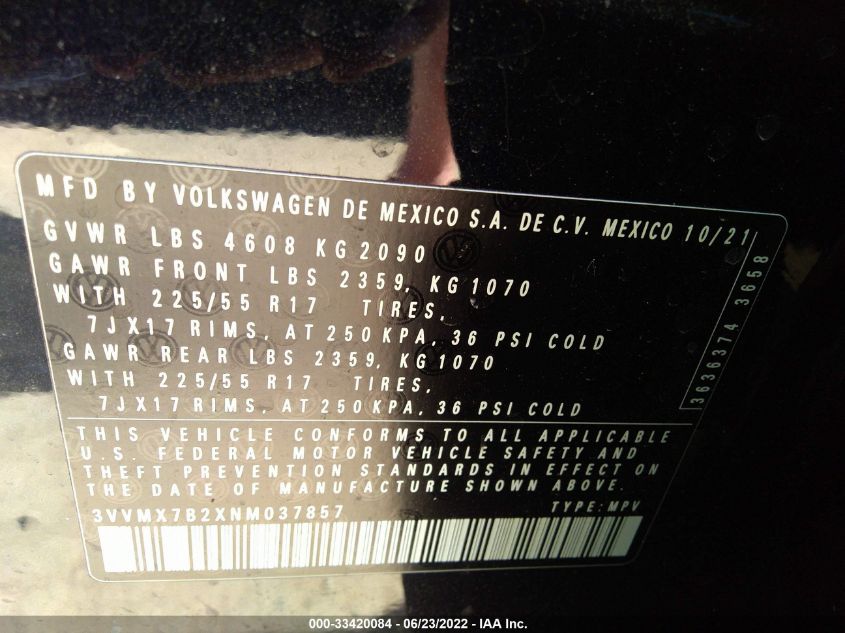 MFD BY VOLKSWAGEN DE MEXICO S.A. DE C.V. MEXICO 10/21
GVWR LBS 4608 KG 2090
GAWR FRONT LBS 2359, KG 1070
WITH 225/55 R17 TIRES,
7JX17 RIMS, AT 250 KPA, 36 PSI COLD
GAWR REAR LBS 2359, KG 1070
WITH 225/55 R17 TIRES,
7JX17 RIMS, AT 250 KPA, 36 PSI COLD
3636374 3658
THIS VEHICLE CONFORMS TO ALL APPLICABLE
U.S. FEDERAL MOTOR VEHICLE SAFETY AND
THEFT PREVENTION STANDARDS IN EFFECT ON
THE DATE OF MANUFACTURE SHOWN ABOVE.
3VVMX7B2XNM037857 TYPE: MPV
000-33420084 - 06/23/2022 - IAA Inc.